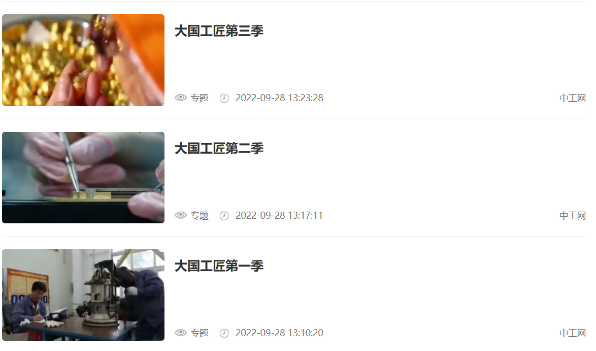 大国工匠第三季
专题 2022-09-28 13:23:28 中工网
大国工匠第二季
专题 2022-09-28 13:17:11 中工网
大国工匠第一季
专题 2022-09-28 13:10:20 中工网